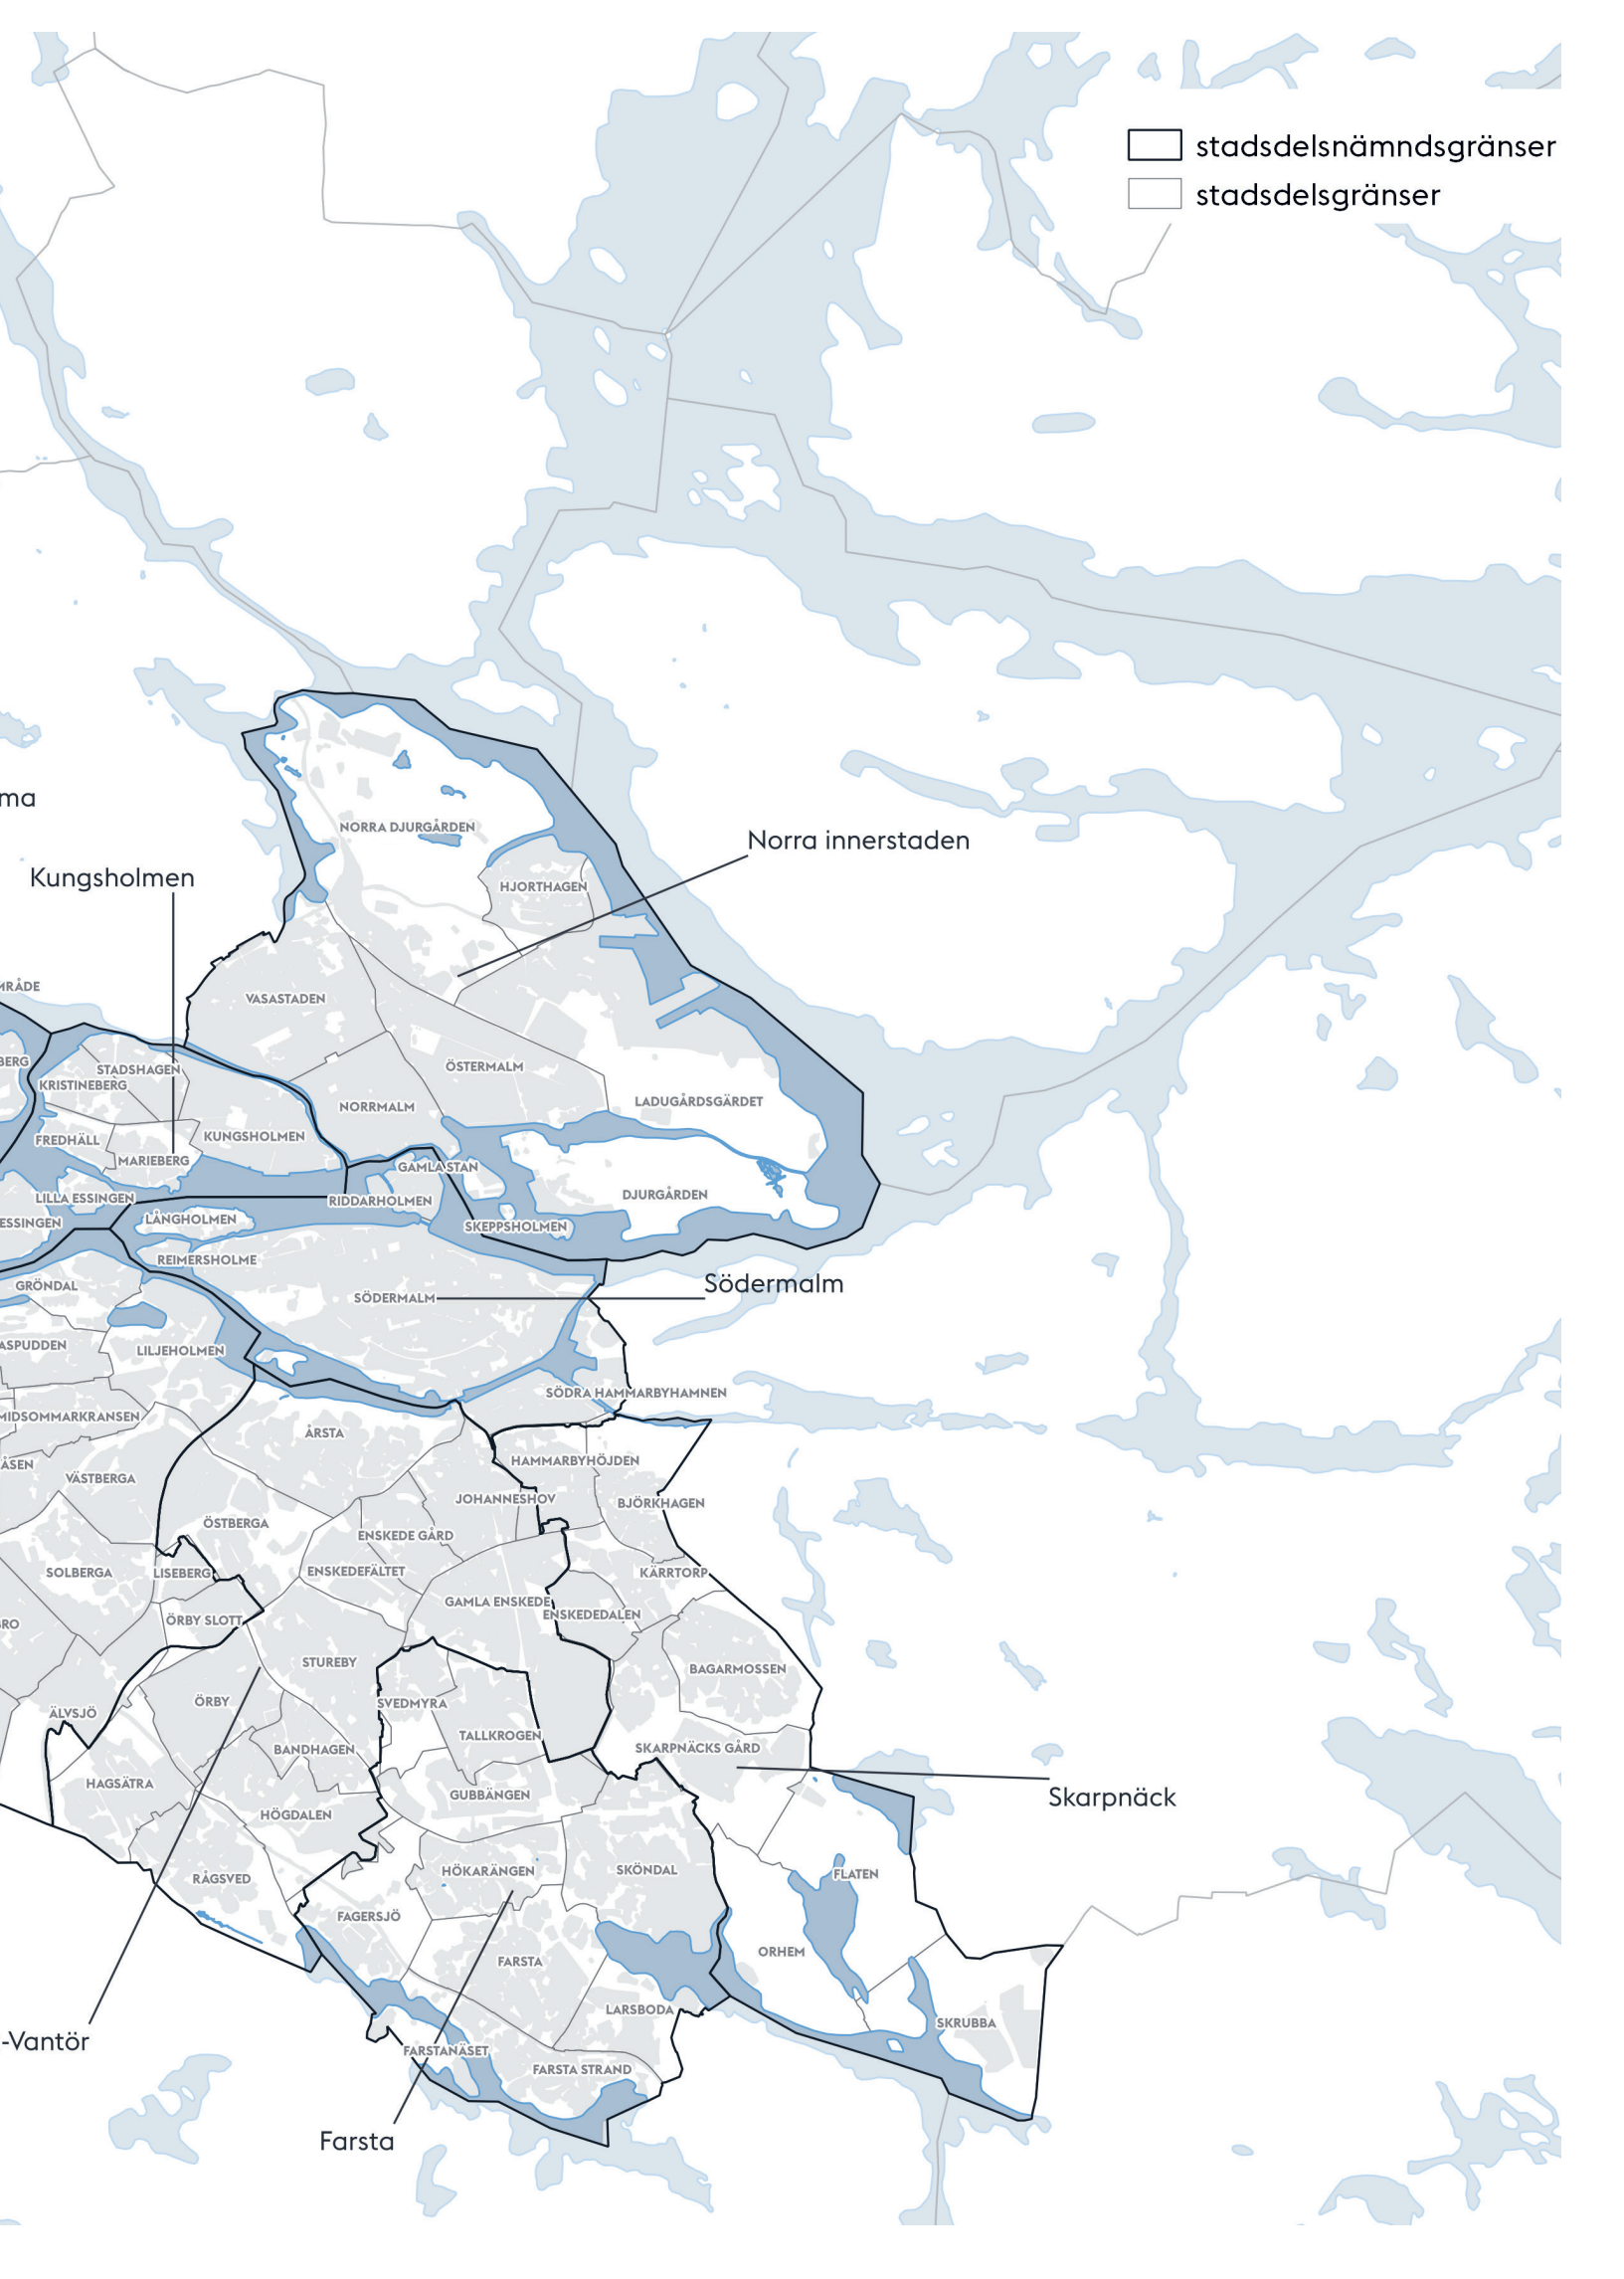 stadsdelsnämndsgränser
stadsdelsgränser
ma
NORRA DJURGÅRDEN
Norra innerstaden
Kungsholmen
HJORTHAGEN
MRÅDE
VASASTADEN
BERG
STADSHAGEN
ÖSTERMALM
KRISTINEBERG
LADUGÅRDSGÄRDET
NORRMALM
FREDHÄLL
KUNGSHOLMEN
MARIEBERG
GAMLA STAN
LILLA ESSINGEN
RIDDARHOLMEN
DJURGÅRDEN
ESSINGEN
LÅNGHOLMEN
SKEPPSHOLMEN
REIMERSHOLME
GRÖNDAL
SÖDERMALM
Södermalm
ASPUDDEN
LILJEHOLMEN
SÖDRA HAMMARBYHAMNEN
MIDSOMMARKRANSEN
ÅRSTA
ÅSEN
HAMMARBYHÖJDEN
VÄSTBERGA
JOHANNESHOV
BJÖRKHAGEN
ÖSTBERGA
ENSKEDE GÅRD
SOLBERGA
LISEBERG
ENSKEDEFÄLTET
KÄRRTORP
GAMLA ENSKEDE
BRO
ÖRBY SLOTT
ENSKEDEDALEN
STUREBY
BAGARMOSSEN
ÖRBY
SVEDMYRA
ÄLVSJÖ
TALLKROGEN
BANDHAGEN
SKARPNÄCKS GÅRD
HAGSÄTRA
GUBBÄNGEN
Skarpnäck
HÖGDALEN
RÅGSVED
HÖKARÄNGEN
SKÖNDAL
FLATEN
FAGERSJÖ
ORHEM
FARSTA
LARSBODA
SKRUBBA
-Vantör
FARSTANÄSET
FARSTA STRAND
Farsta